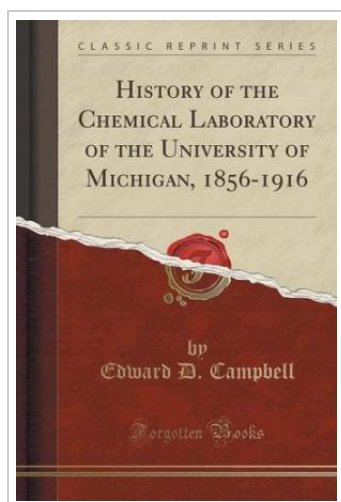 CLASSIC REPRINT SERIES
HISTORY OF THE
CHEMICAL LABORATORY
OF THE UNIVERSITY OF
MICHIGAN, 1856-1916
by
Edward D. Campbell
Forgotten Books